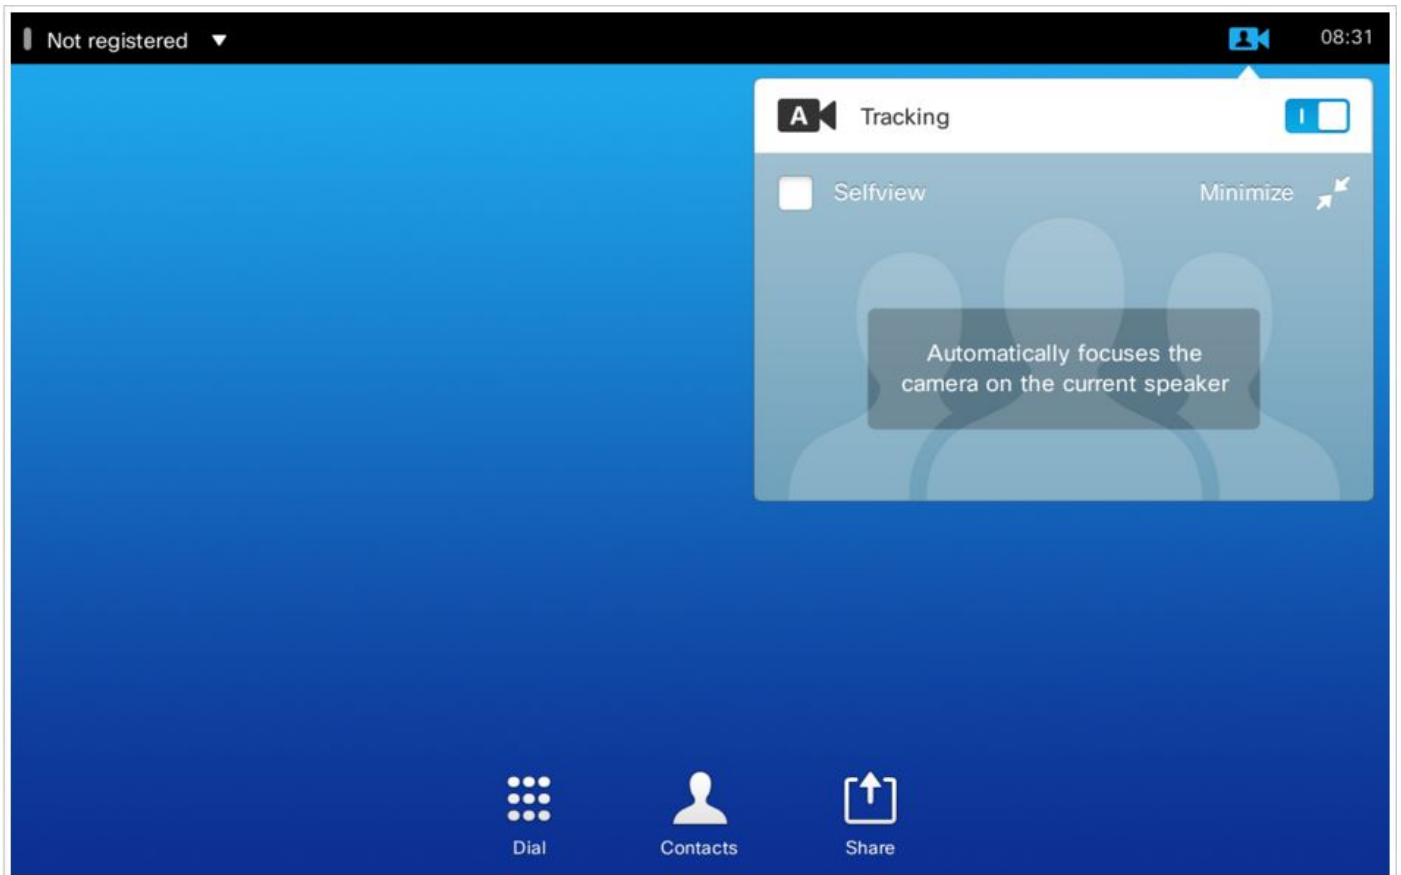 Not registered
08:31
A
Tracking
I
Selfview
Minimize
Automatically focuses the
camera on the current speaker
Dial
Contacts
Share